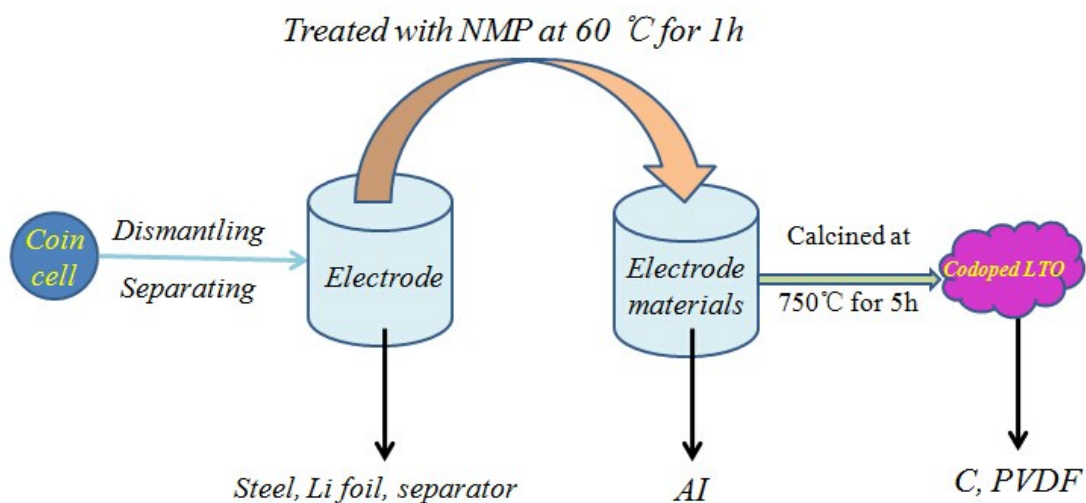 Treated with NMP at 60 ℃ for 1h
Coin
cell
Dismantling
Separating
Electrode
Electrode
materials
Calcined at
750℃ for 5h
Codoped LTO
Steel, Li foil, separator
AI
C, PVDF